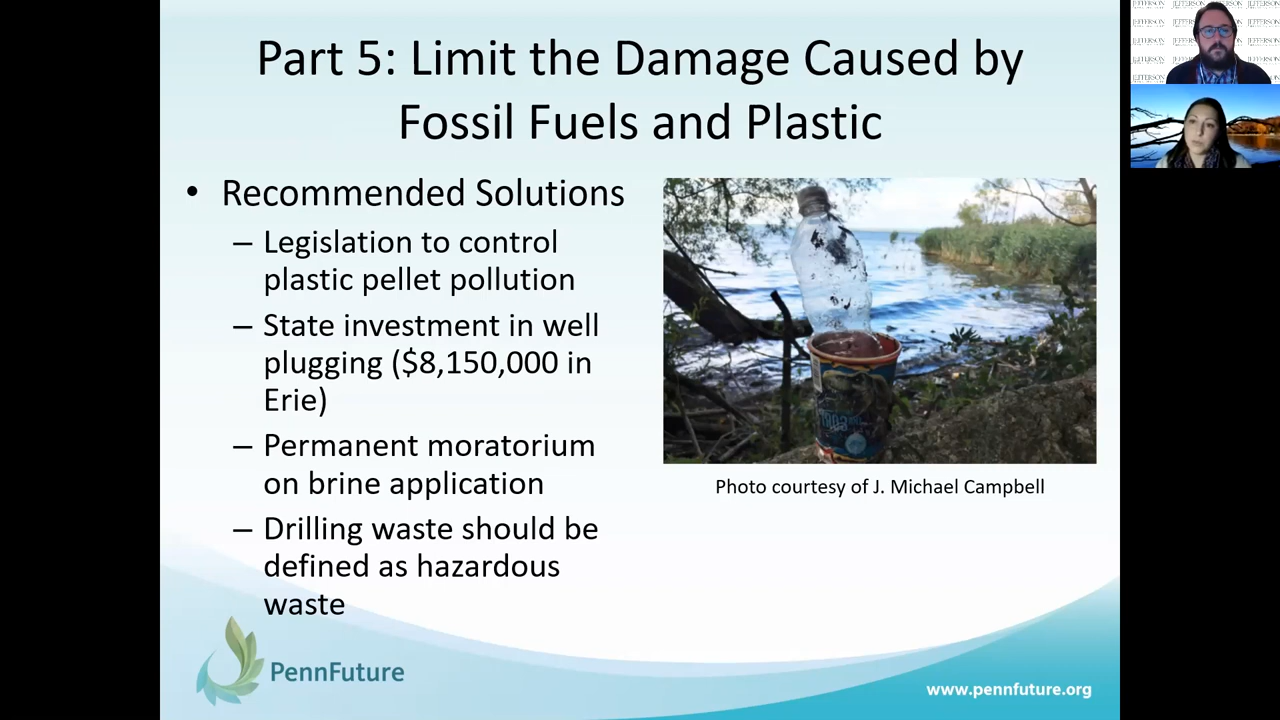 Part 5: Limit the Damage Caused by
Fossil Fuels and Plastic
• Recommended Solutions
– Legislation to control
plastic pellet pollution
– State investment in well
plugging ($8,150,000 in
Erie)
– Permanent moratorium
on brine application
– Drilling waste should be
defined as hazardous
waste
Photo courtesy of J. Michael Campbell
PennFuture
www.pennfuture.org